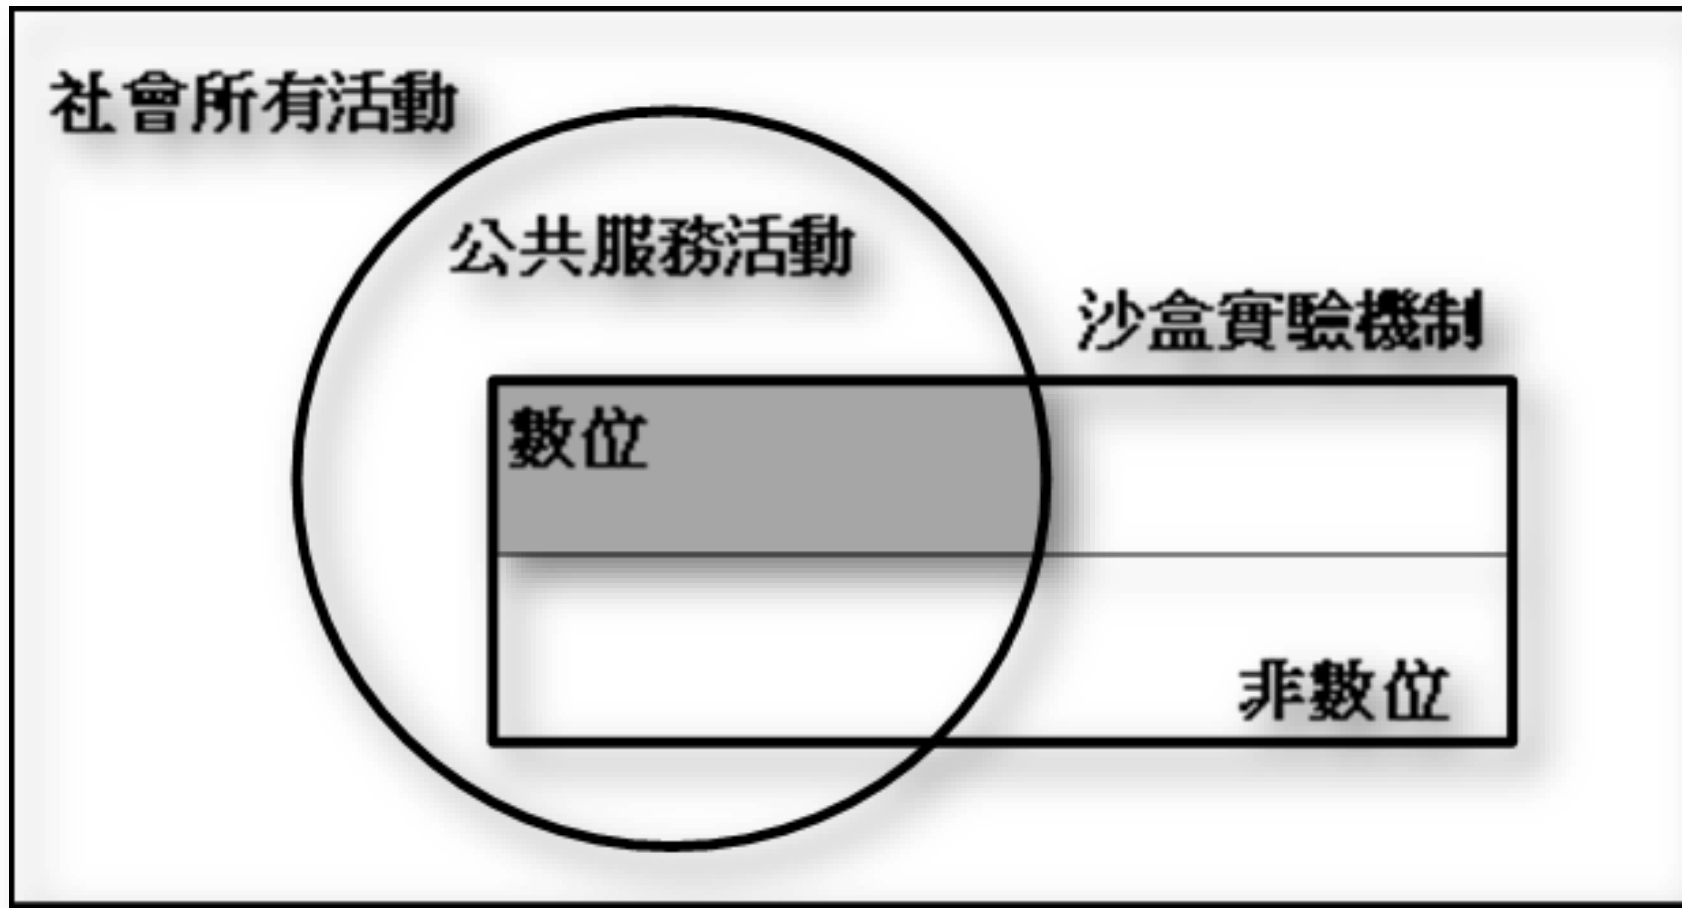 社會所有活動
公共服務活動
沙盒實驗機制
數位
非數位